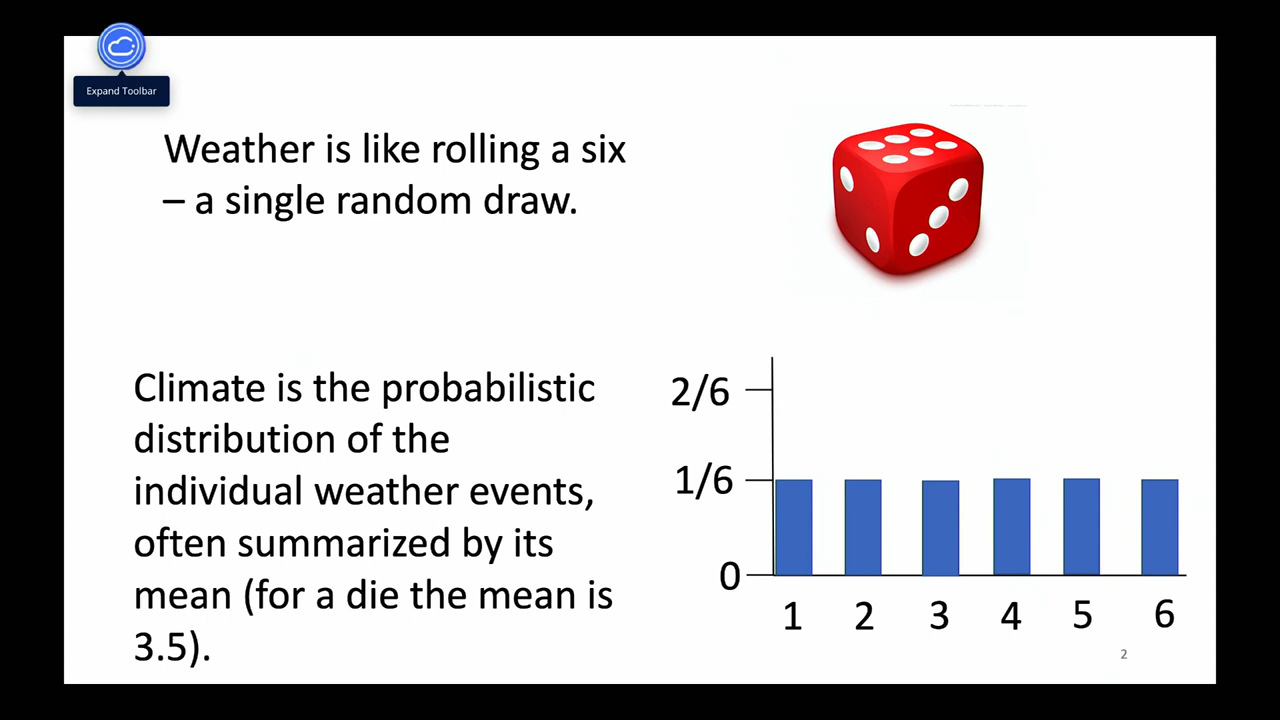 Expand Toolbar
Weather is like rolling a six
– a single random draw.
Climate is the probabilistic
distribution of the
individual weather events,
often summarized by its
mean (for a die the mean is
3.5).
2/6
1/6
0
1 2 3 4 5 6
2